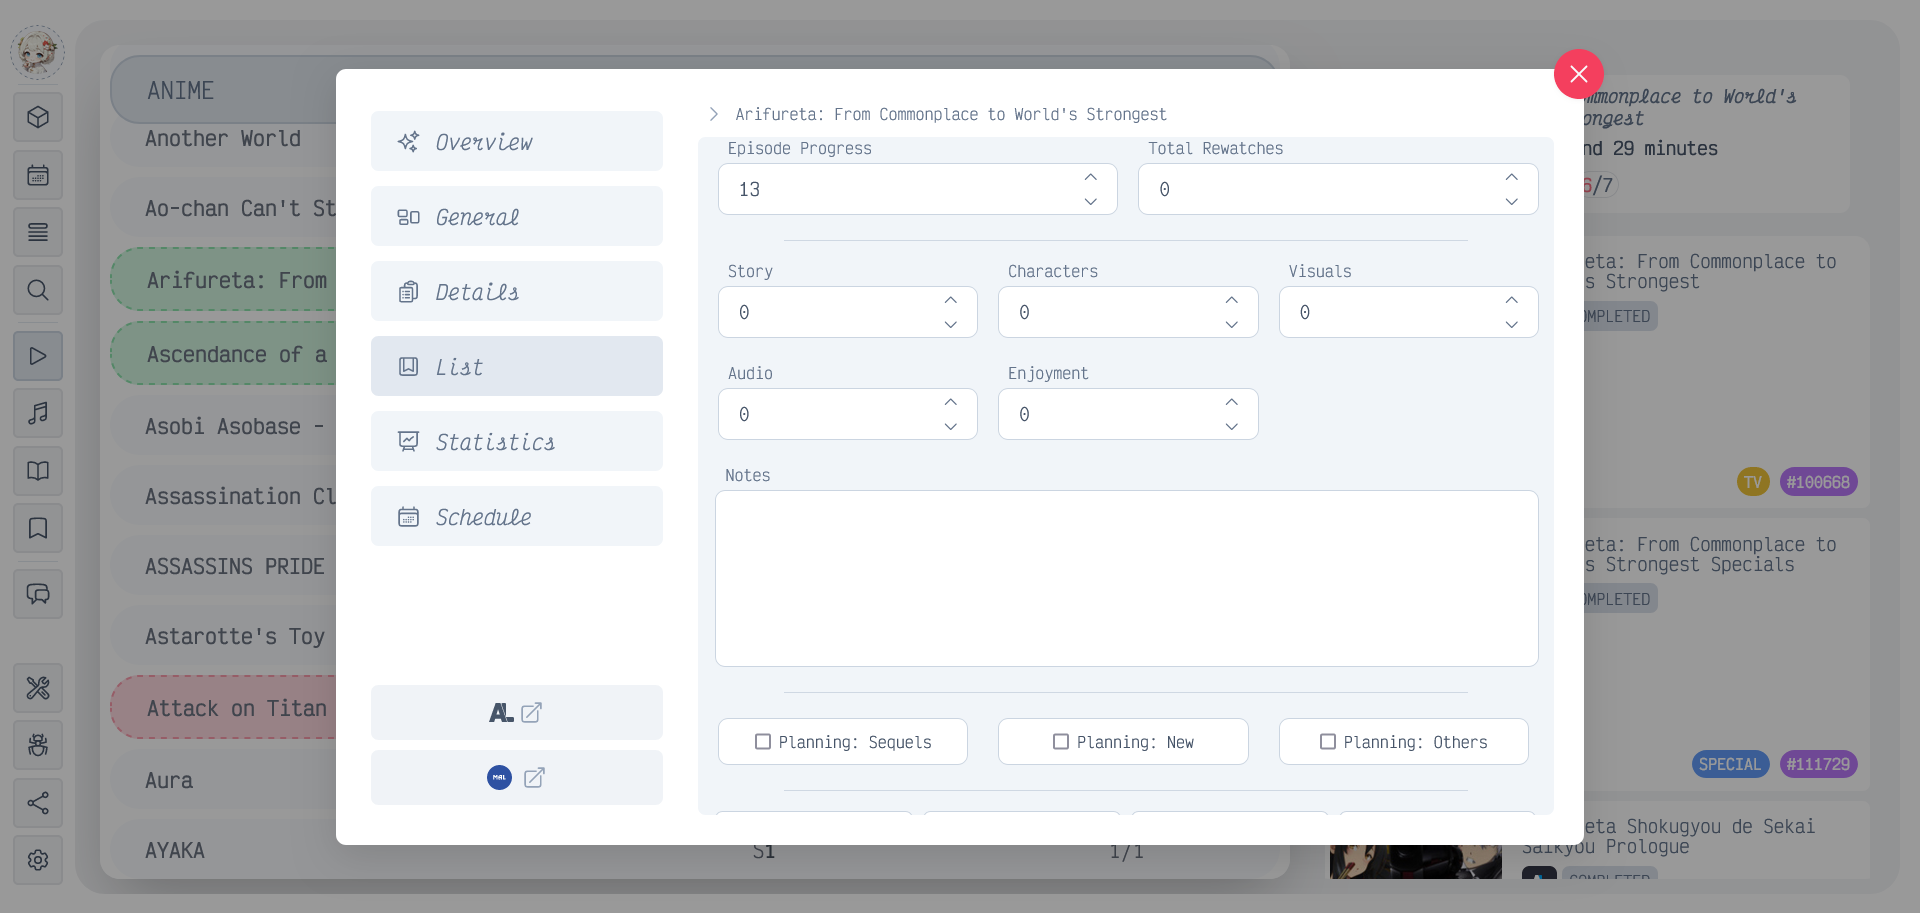 ANIME
Another World
Ao-chan Can't St
Arifureta: From
Ascendance of a
Asobi Asobase -
Assassination Cl
ASSASSINS PRIDE
Astarotte's Toy
Attack on Titan
Aura
AYAKA
S1
1/1
Overview
General
Details
List
Statistics
Schedule
AL
MAL
Arifureta: From Commonplace to World's Strongest
Episode Progress
Total Rewatches
13
0
Story
Characters
Visuals
0
0
0
Audio
Enjoyment
0
0
Notes
Planning: Sequels
Planning: New
Planning: Others
mmonplace to World's
ongest
nd 29 minutes
6/7
eta: From Commonplace to
s Strongest
OMPLETED
TV
#100668
eta: From Commonplace to
s Strongest Specials
OMPLETED
SPECIAL
#111729
eta Shokugyou de Sekai
Saikyou Prologue
COMPLETED